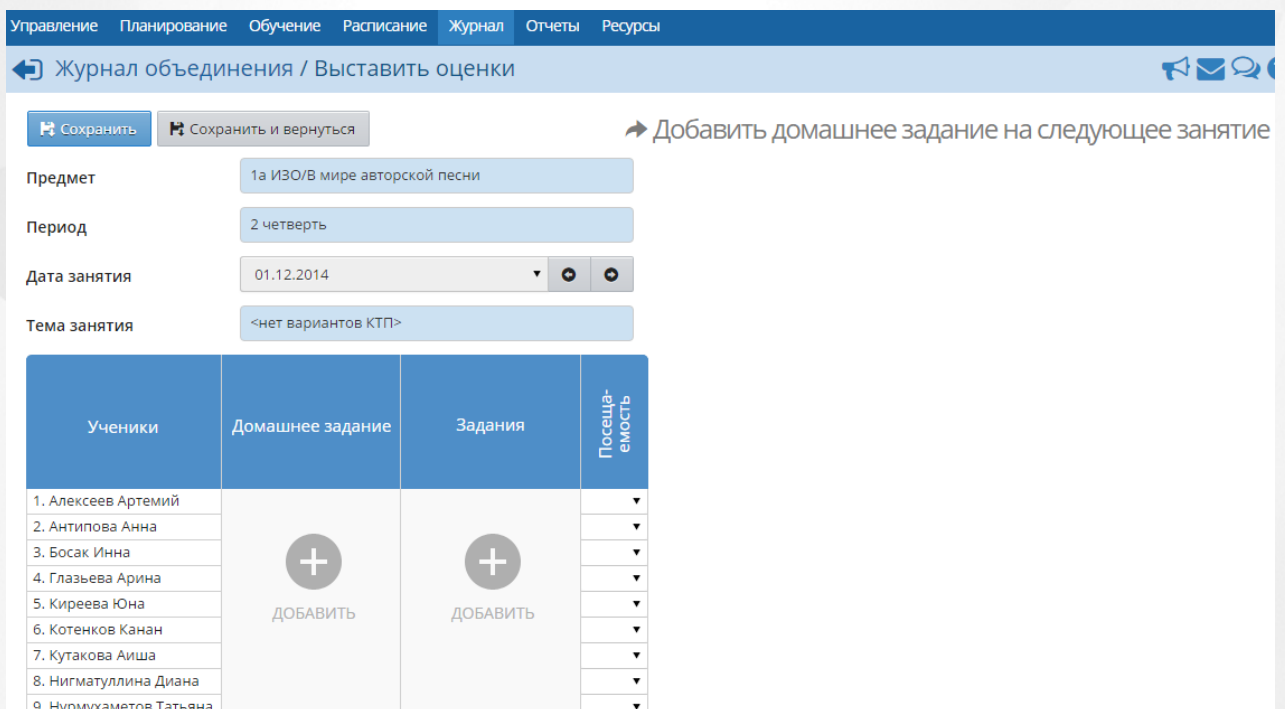 Управление Планирование Обучение Расписание Журнал Отчеты Ресурсы
Журнал объединения / Выставить оценки
Сохранить Сохранить и вернуться Добавить домашнее задание на следующее занятие
Предмет 1а ИЗО/В мире авторской песни
Период 2 четверть
Дата занятия 01.12.2014
Тема занятия <нет вариантов КТП>
Ученики Домашнее задание Задания Посеща-
емость
1. Алексеев Артемий
2. Антипова Анна
3. Босак Инна
4. Глазьева Арина
5. Киреева Юна
ДОБАВИТЬ ДОБАВИТЬ
6. Котенков Канан
7. Кутакова Аиша
8. Нигматуллина Диана
9. Нурмухаметов Татьяна